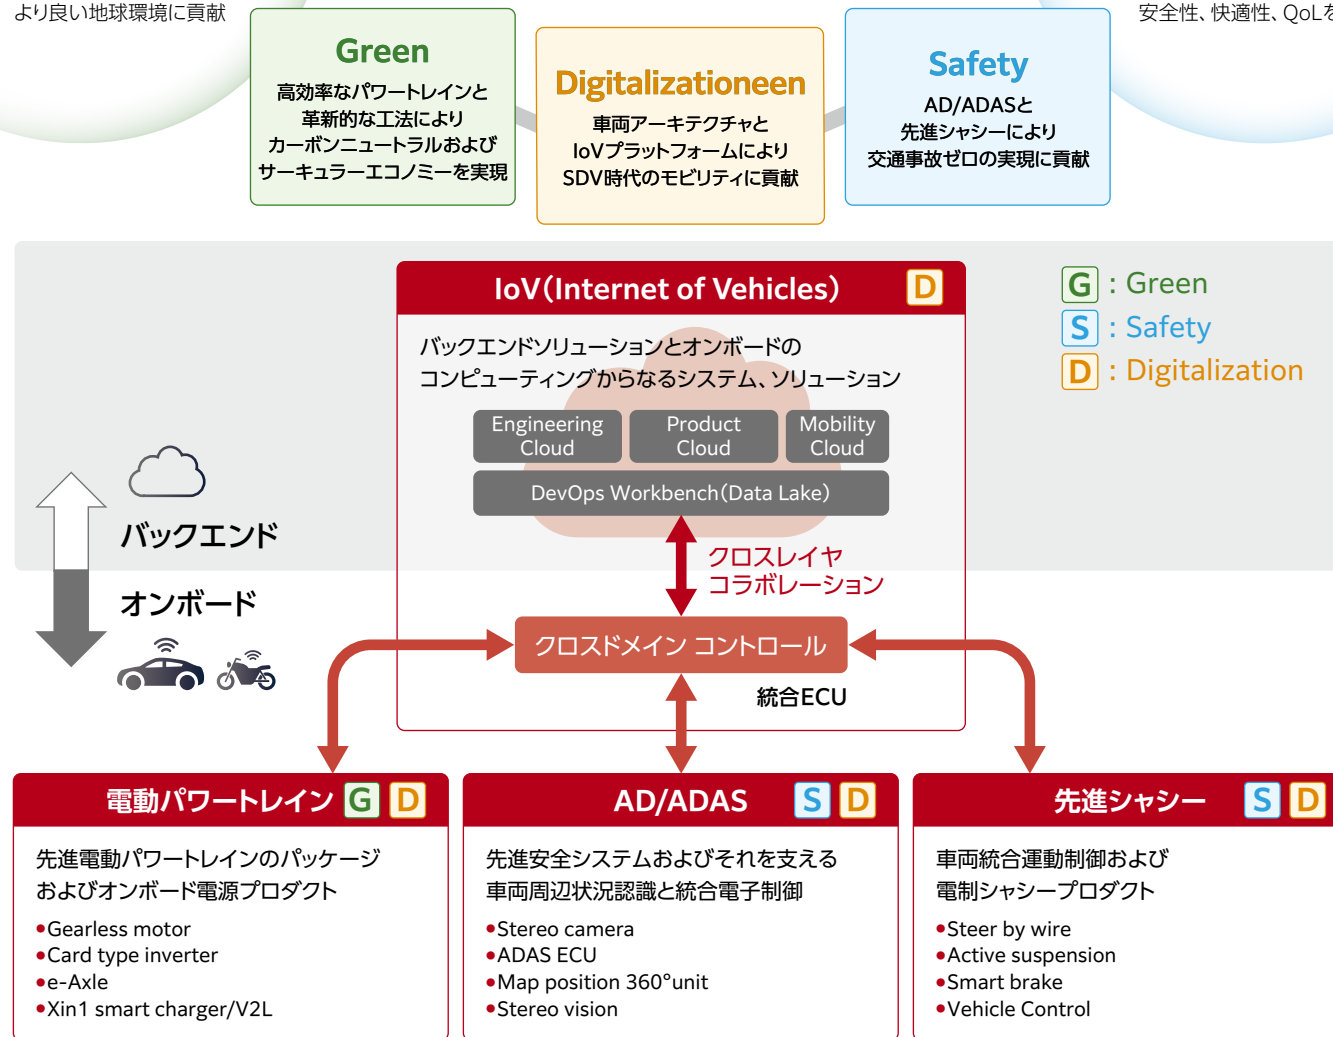 より良い地球環境に貢献
安全性、快適性、QoLを
Green
高効率なパワートレインと
革新的な工法により
カーボンニュートラルおよび
サーキュラーエコノミーを実現
Digitalizationeen
車両アーキテクチャと
IoVプラットフォームにより
SDV時代のモビリティに貢献
Safety
AD/ADASと
先進シャシーにより
交通事故ゼロの実現に貢献
IoV(Internet of Vehicles) D
バックエンドソリューションとオンボードの
コンピューティングからなるシステム、ソリューション
Engineering
Cloud
Product
Cloud
Mobility
Cloud
DevOps Workbench(Data Lake)
G : Green
S : Safety
D : Digitalization
バックエンド
オンボード
クロスレイヤ
コラボレーション
クロスドメイン コントロール
統合ECU
電動パワートレイン G D
先進電動パワートレインのパッケージ
およびオンボード電源プロダクト
•Gearless motor
•Card type inverter
•e-Axle
•Xin1 smart charger/V2L
AD/ADAS S D
先進安全システムおよびそれを支える
車両周辺状況認識と統合電子制御
•Stereo camera
•ADAS ECU
•Map position 360°unit
•Stereo vision
先進シャシー S D
車両統合運動制御および
電制シャシープロダクト
•Steer by wire
•Active suspension
•Smart brake
•Vehicle Control